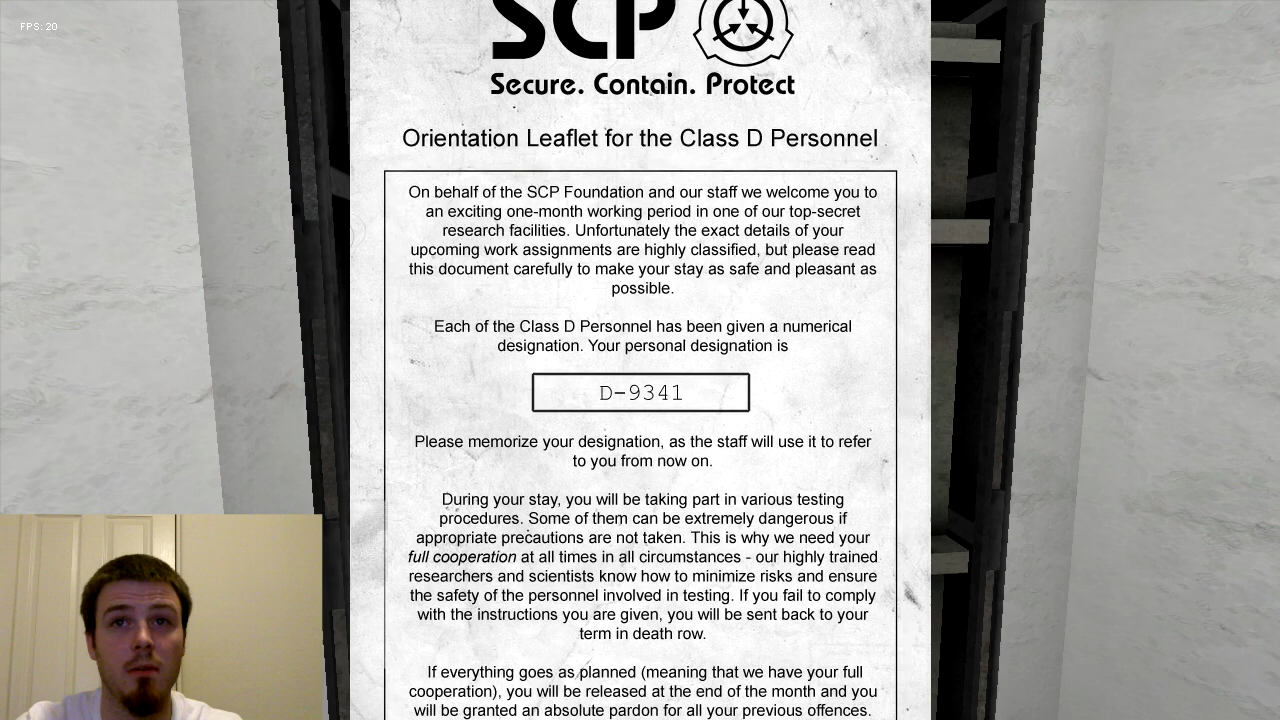 FPS: 20
SCP
Secure. Contain. Protect
Orientation Leaflet for the Class D Personnel
On behalf of the SCP Foundation and our staff we welcome you to
an exciting one-month working period in one of our top-secret
research facilities. Unfortunately the exact details of your
upcoming work assignments are highly classified, but please read
this document carefully to make your stay as safe and pleasant as
possible.
Each of the Class D Personnel has been given a numerical
designation. Your personal designation is
D-9341
Please memorize your designation, as the staff will use it to refer
to you from now on.
During your stay, you will be taking part in various testing
procedures. Some of them can be extremely dangerous if
appropriate precautions are not taken. This is why we need your
full cooperation at all times in all circumstances - our highly trained
researchers and scientists know how to minimize risks and ensure
the safety of the personnel involved in testing. If you fail to comply
with the instructions you are given, you will be sent back to your
term in death row.
If everything goes as planned (meaning that we have your full
cooperation), you will be released at the end of the month and you
will be granted an absolute pardon for all your previous offences.